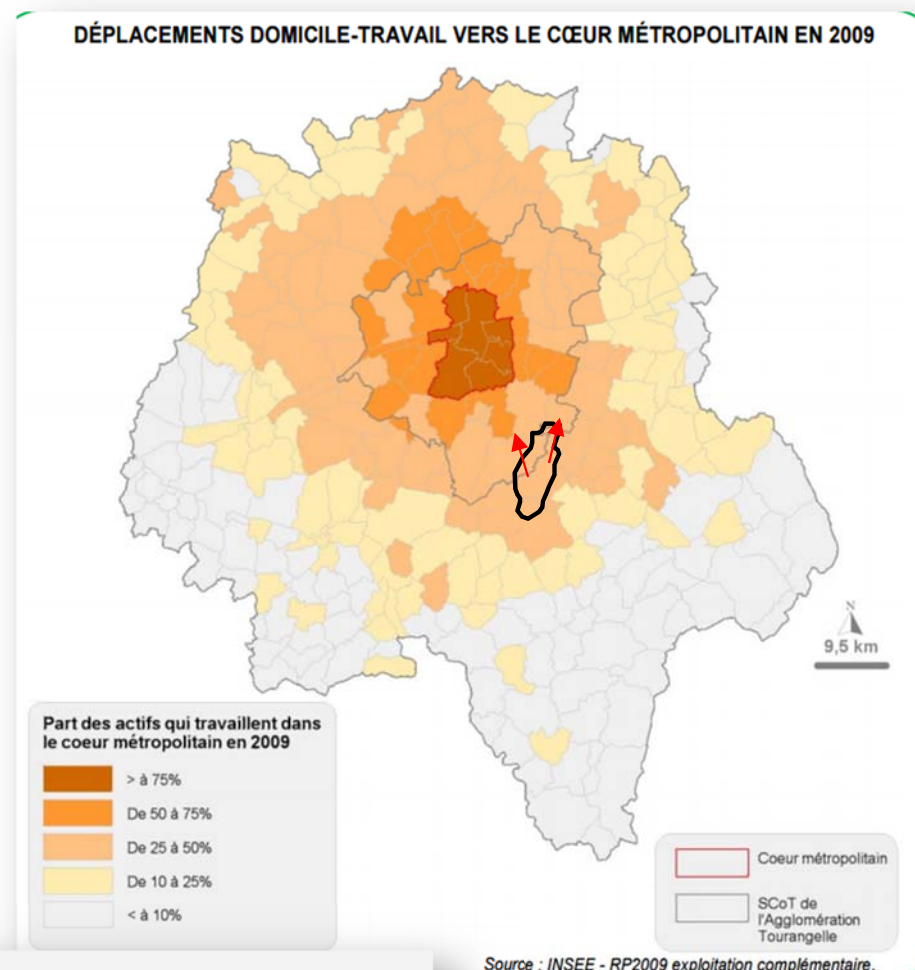 DÉPLACEMENTS DOMICILE-TRAVAIL VERS LE CŒUR MÉTROPOLITAIN EN 2009
N
9,5 km
Part des actifs qui travaillent dans
le coeur métropolitain en 2009
> à 75%
De 50 à 75%
De 25 à 50%
De 10 à 25%
< à 10%
Coeur métropolitain
SCoT de
l'Agglomération
Tourangelle
Source : INSEE - RP2009 exploitation complémentaire.